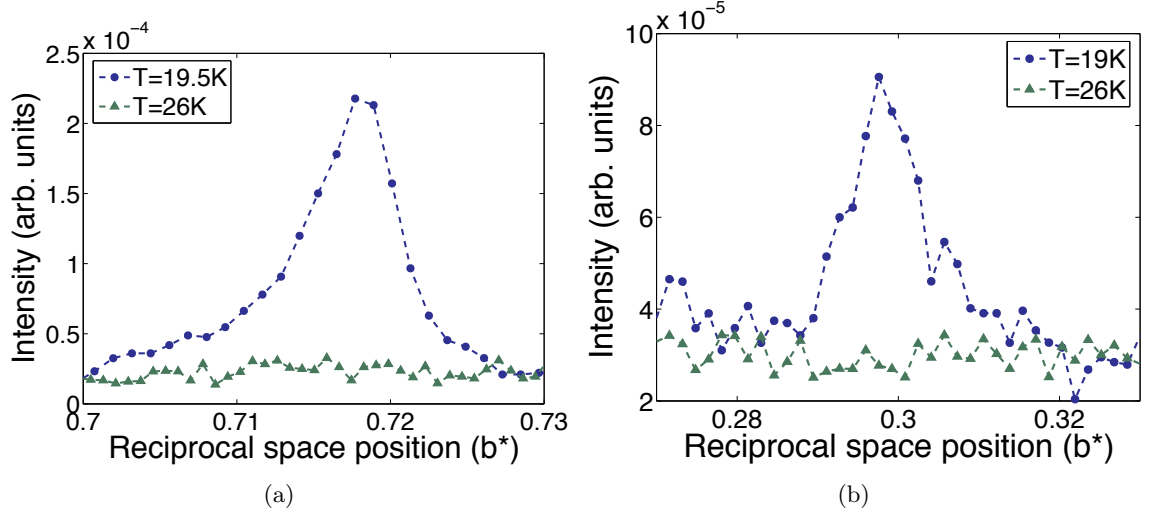 x 10⁻⁴
2.5
2
1.5
1
0.5
0
0.7
0.71
0.72
0.73
Intensity (arb. units)
Reciprocal space position (b*)
T=19.5K
T=26K
(a)
x 10⁻⁵
10
8
6
4
2
0.28
0.3
0.32
Intensity (arb. units)
Reciprocal space position (b*)
T=19K
T=26K
(b)